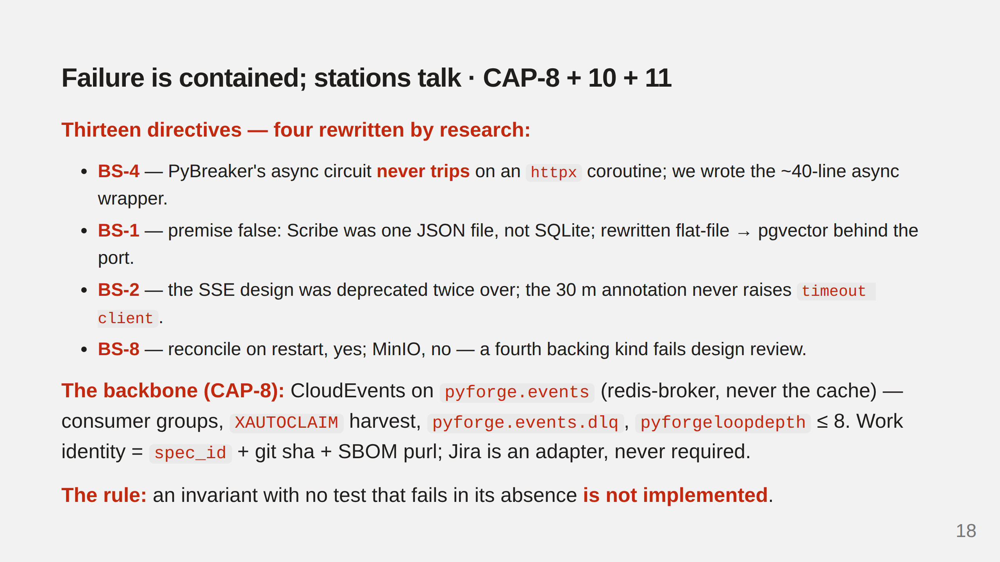 Failure is contained; stations talk · CAP-8 + 10 + 11
Thirteen directives — four rewritten by research:
• BS-4 — PyBreaker's async circuit never trips on an httpx coroutine; we wrote the ~40-line async
wrapper.
• BS-1 — premise false: Scribe was one JSON file, not SQLite; rewritten flat-file → pgvector behind the
port.
• BS-2 — the SSE design was deprecated twice over; the 30 m annotation never raises timeout
client.
• BS-8 — reconcile on restart, yes; MinIO, no — a fourth backing kind fails design review.
The backbone (CAP-8): CloudEvents on pyforge.events (redis-broker, never the cache) —
consumer groups, XAUTOCLAIM harvest, pyforge.events.dlq, pyforgeloopdepth ≤ 8. Work
identity = spec_id + git sha + SBOM purl; Jira is an adapter, never required.
The rule: an invariant with no test that fails in its absence is not implemented.
18